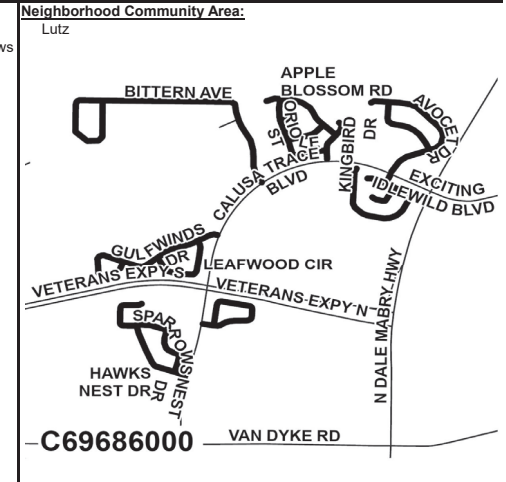 Neighborhood Community Area:
Lutz
ws
APPLE
BLOSSOM RD
BITTERN AVE
ORIOLE
ST
KINGBIRD
DR
AVOCET DR
CALUSA TRACE
BLVD
EXCITING
IDLEWILD BLVD
GULFWINDS
DR
LEAFWOOD CIR
VETERANS EXPY S
VETERANS EXPY N
N DALE MABRY HWY
SPARROWS NEST
DR
HAWKS
NEST DR
C69686000
VAN DYKE RD